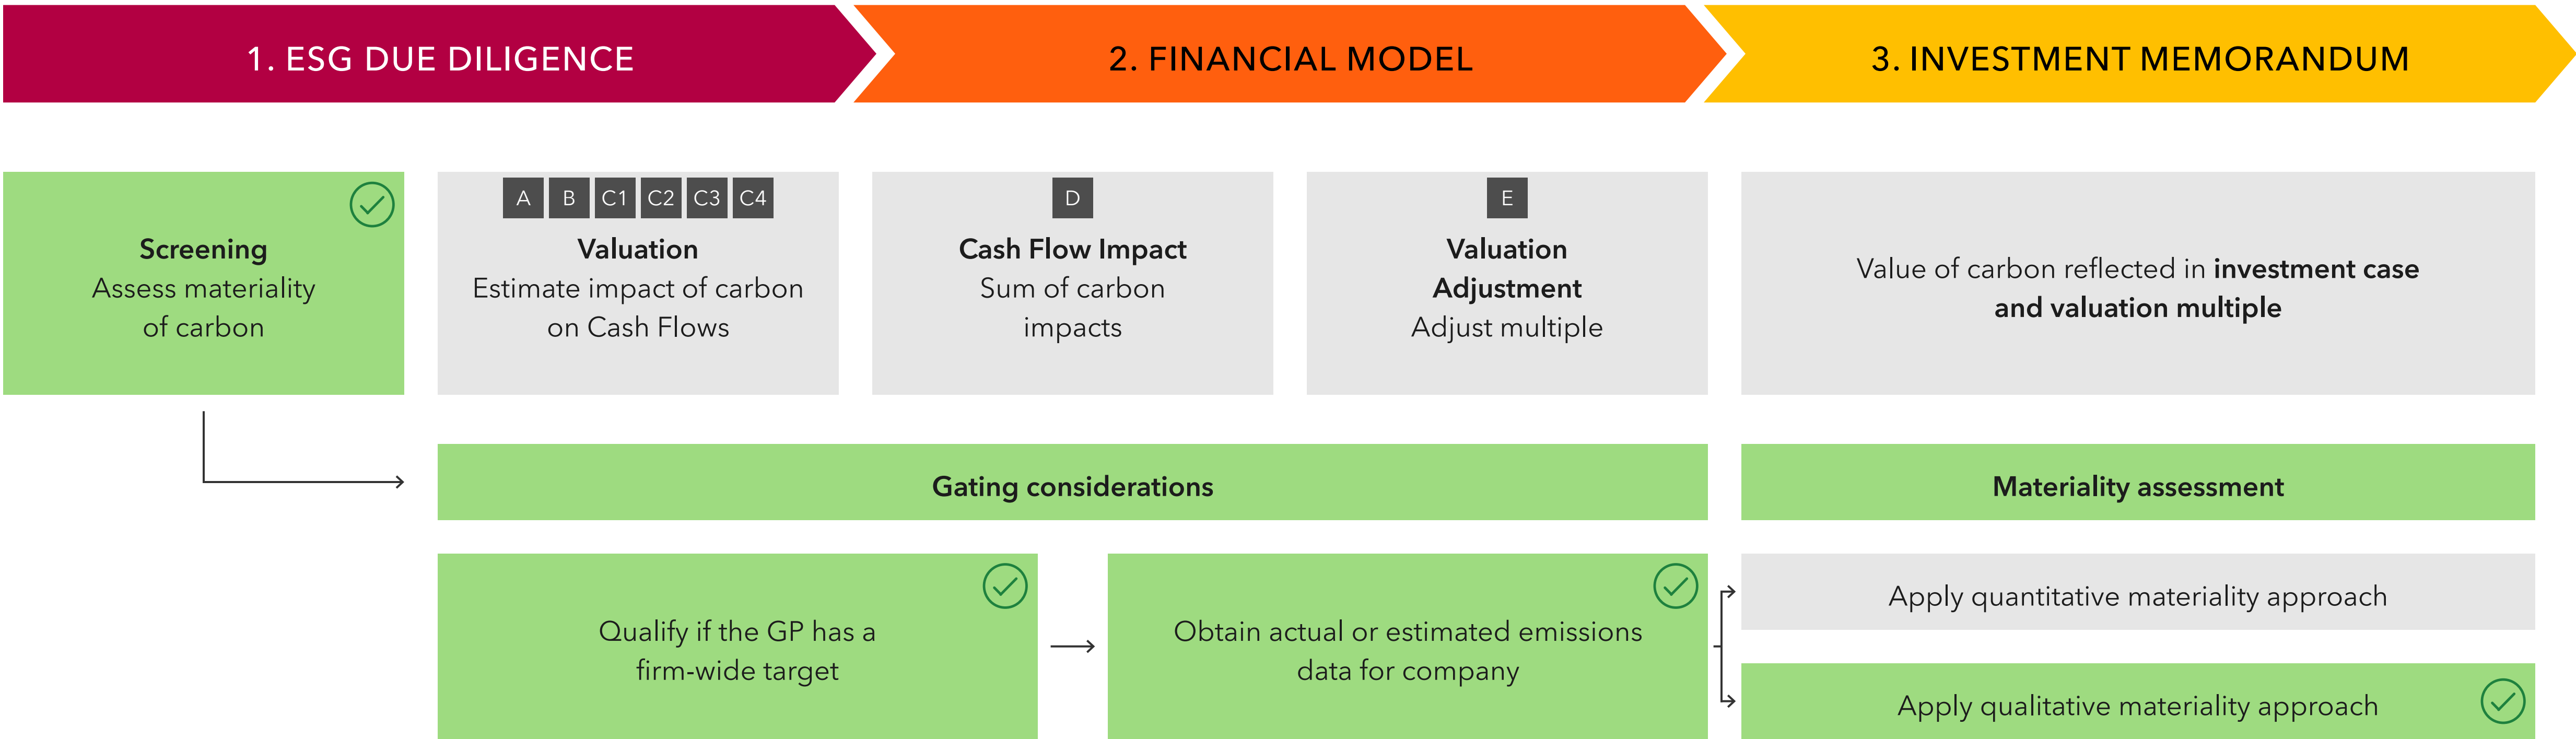 1. ESG DUE DILIGENCE
2. FINANCIAL MODEL
3. INVESTMENT MEMORANDUM
Screening
Assess materiality
of carbon
A B C1 C2 C3 C4
Valuation
Estimate impact of carbon
on Cash Flows
D
Cash Flow Impact
Sum of carbon
impacts
E
Valuation
Adjustment
Adjust multiple
Value of carbon reflected in investment case
and valuation multiple
Gating considerations
Materiality assessment
Qualify if the GP has a
firm-wide target
Obtain actual or estimated emissions
data for company
Apply quantitative materiality approach
Apply qualitative materiality approach